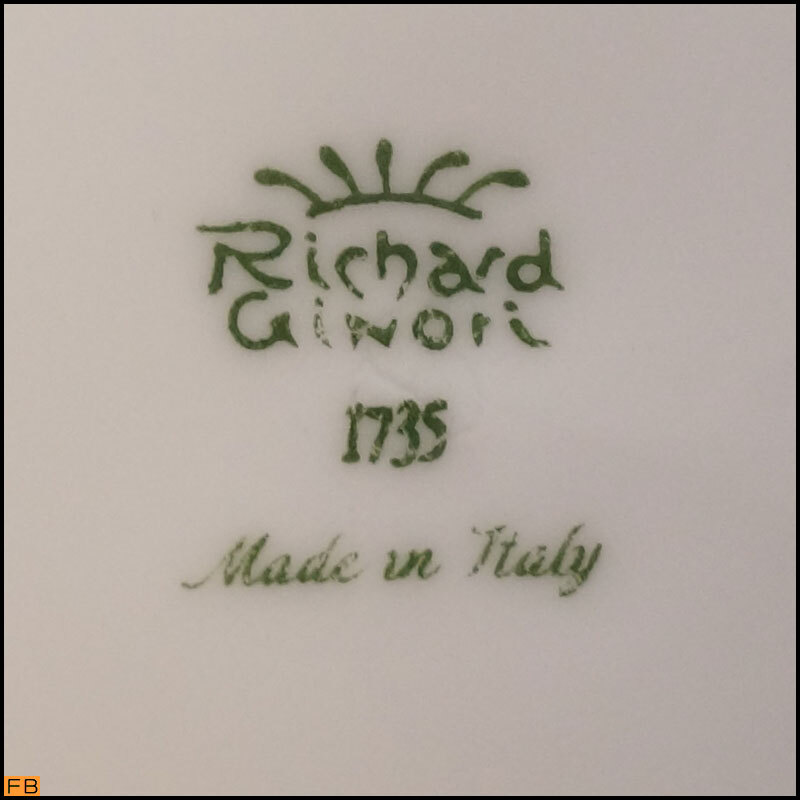 Richard
Ginori
1735
Made in Italy
FB